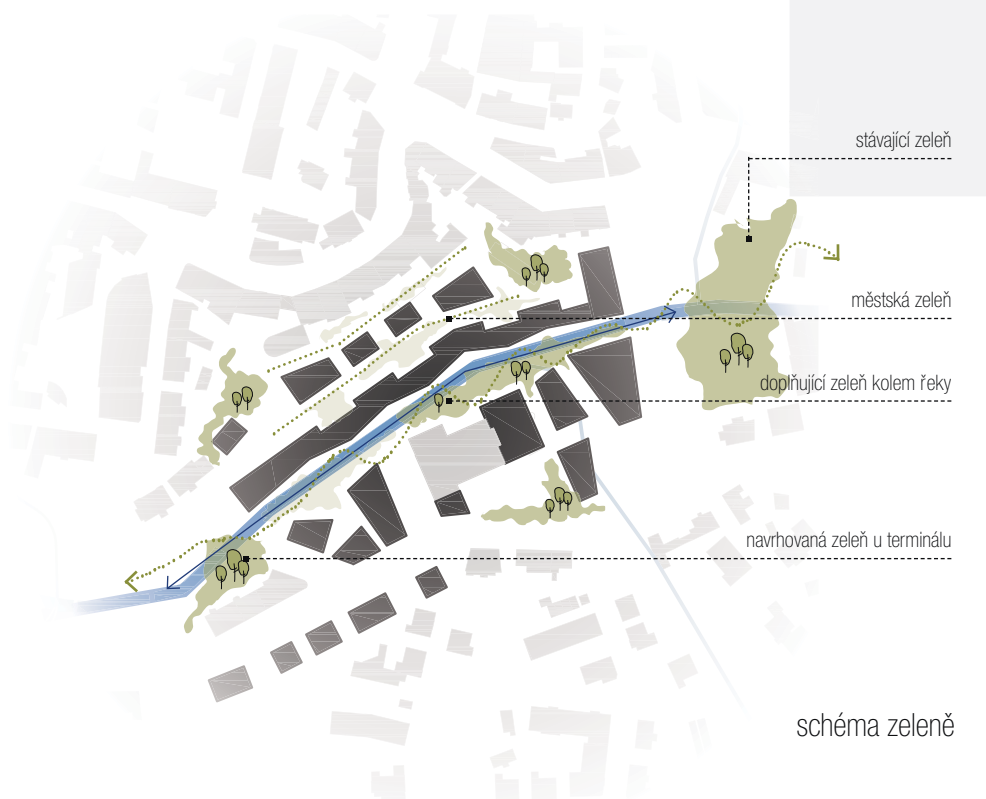 stávající zeleň
městská zeleň
doplňující zeleň kolem řeky
navrhovaná zeleň u terminálu
schéma zeleně